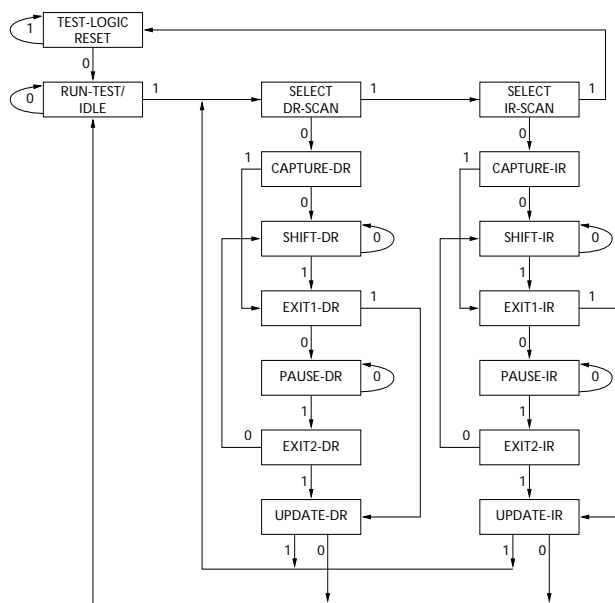 TEST-LOGIC
RESET
1
0
RUN-TEST/
IDLE
0
1
SELECT
DR-SCAN
1
SELECT
IR-SCAN
1
0
0
1
CAPTURE-DR
1
CAPTURE-IR
0
0
SHIFT-DR
0
SHIFT-IR
0
1
1
EXIT1-DR
1
EXIT1-IR
1
0
0
PAUSE-DR
0
PAUSE-IR
0
1
1
0
EXIT2-DR
0
EXIT2-IR
1
1
UPDATE-DR
UPDATE-IR
1
0
1
0